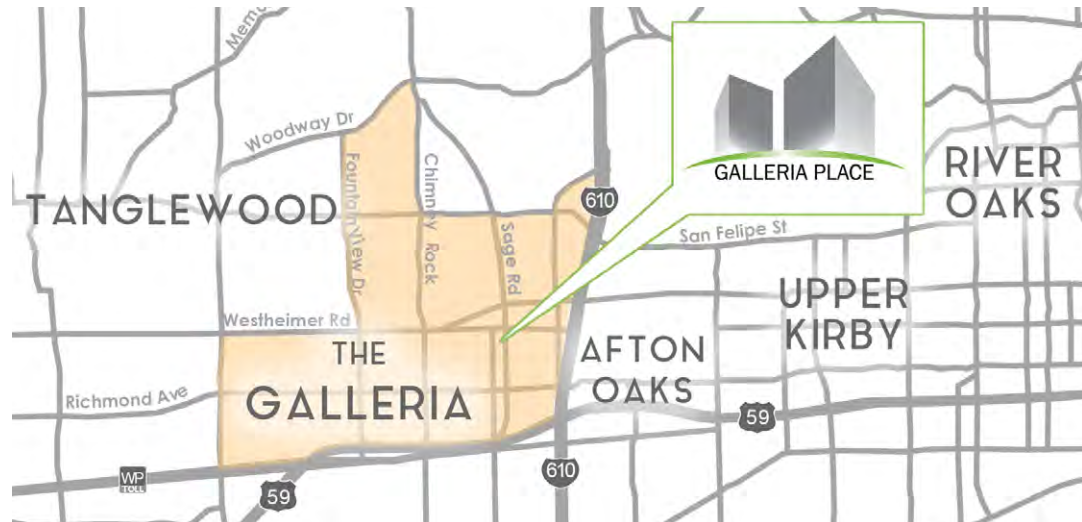 Memo
Woodway Dr
TANGLEWOOD
Fountain View Dr
Chimney Rock
Sage Rd
610
GALLERIA PLACE
RIVER
OAKS
San Felipe St
UPPER
KIRBY
Westheimer Rd
THE
GALLERIA
AFTON
OAKS
Richmond Ave
59
WP
TOLL
59
610